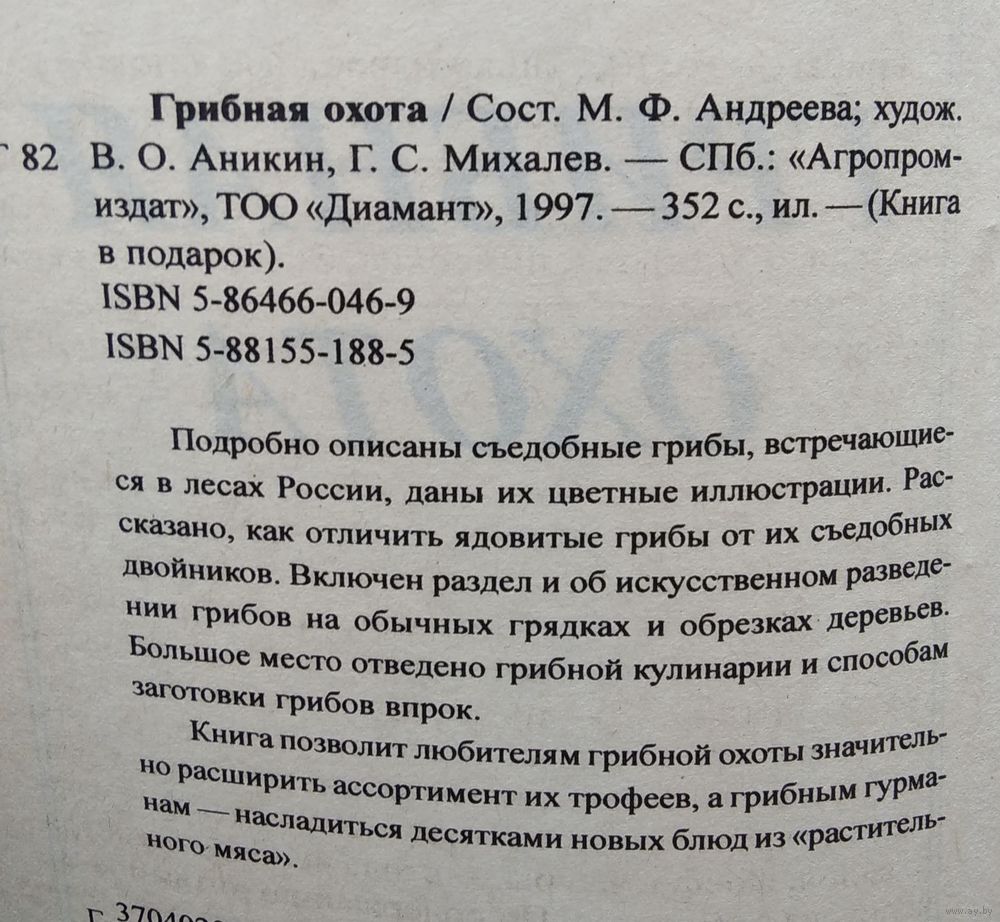 Грибная охота / Сост. М. Ф. Андреева; худож.
Г 82 В. О. Аникин, Г. С. Михалев. — СПб.: «Агропром-
издат», ТОО «Диамант», 1997. — 352 с., ил. — (Книга
в подарок).
ISBN 5-86466-046-9
ISBN 5-88155-188-5
Подробно описаны съедобные грибы, встречающие-
ся в лесах России, даны их цветные иллюстрации. Рас-
сказано, как отличить ядовитые грибы от их съедобных
двойников. Включен раздел и об искусственном разведе-
нии грибов на обычных грядках и обрезках деревьев.
Большое место отведено грибной кулинарии и способам
заготовки грибов впрок.
Книга позволит любителям грибной охоты значитель-
но расширить ассортимент их трофеев, а грибным гурма-
нам — насладиться десятками новых блюд из «раститель-
ного мяса».
ОХОТА
www.ay.by